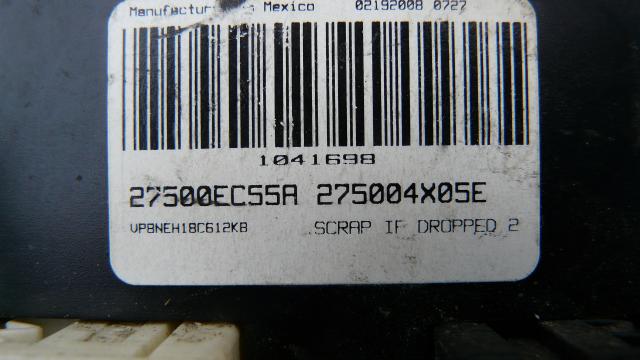 Mexico 02192008 0727
1041698
27500EC55A 275004X05E
VP8NEH18C612KB SCRAP IF DROPPED 2